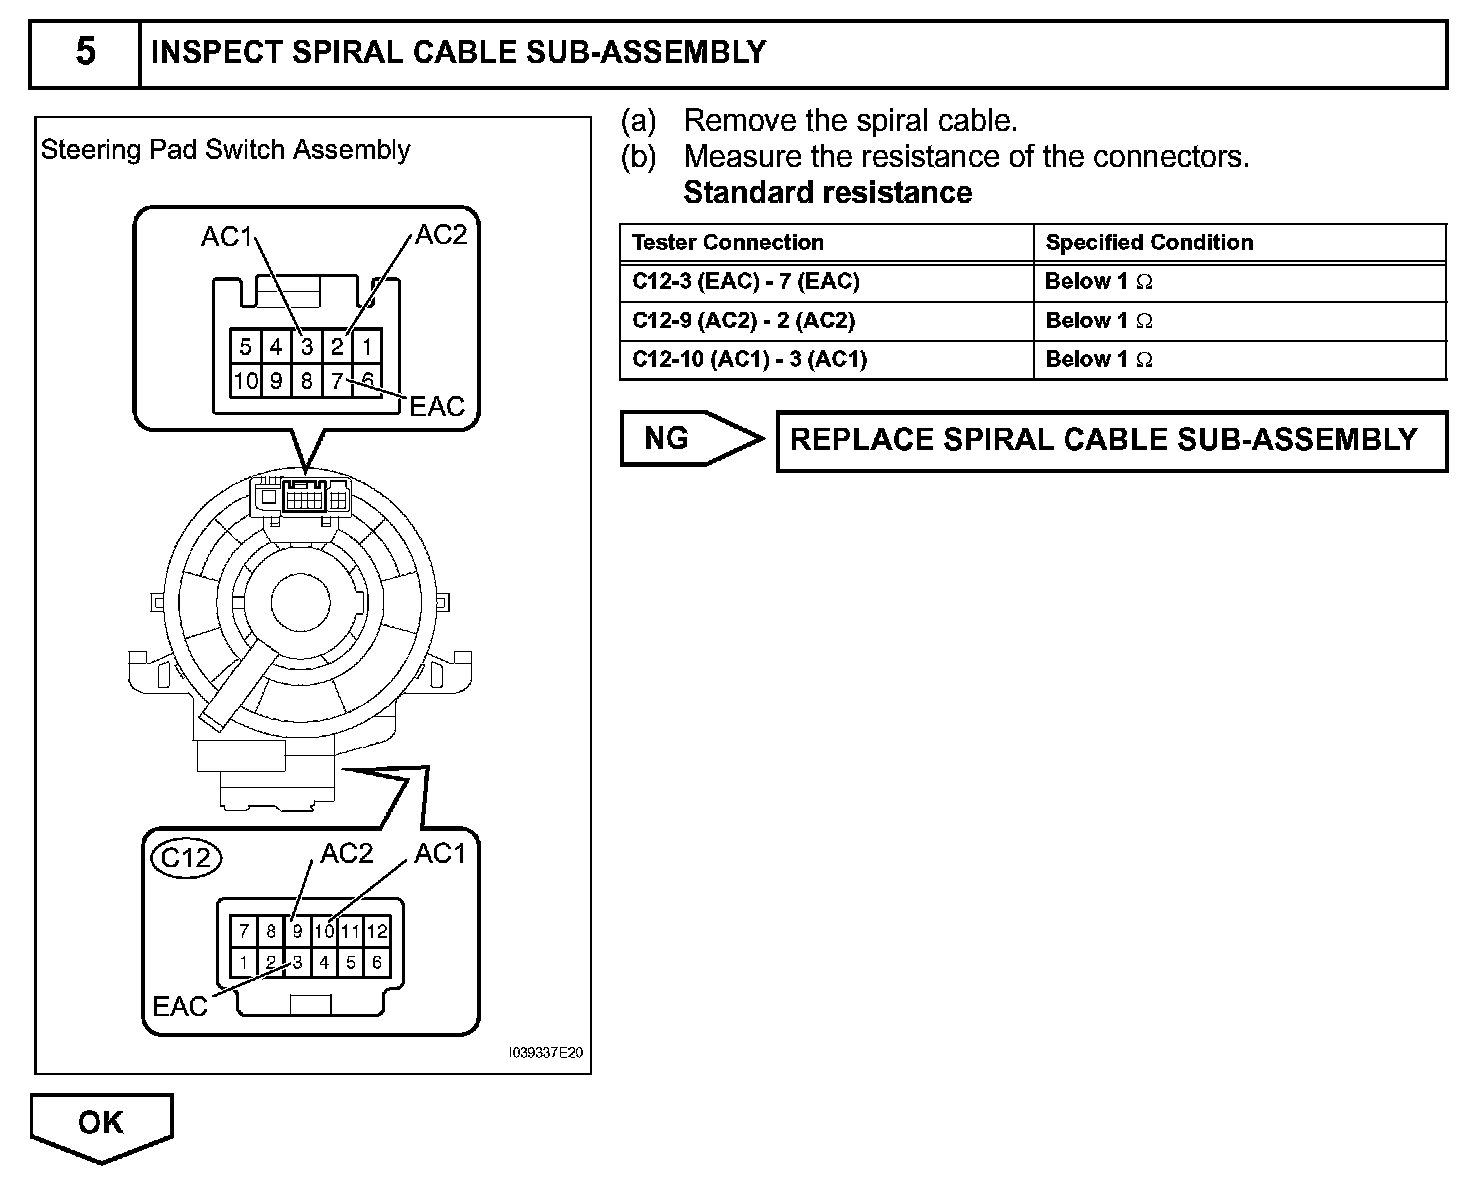 5 INSPECT SPIRAL CABLE SUB-ASSEMBLY
Steering Pad Switch Assembly
AC1 AC2
5 4 3 2 1
10 9 8 7 6
EAC
C12 AC2 AC1
7 8 9 10 11 12
1 2 3 4 5 6
EAC
I039337E20
(a) Remove the spiral cable.
(b) Measure the resistance of the connectors.
Standard resistance
Tester Connection Specified Condition
C12-3 (EAC) - 7 (EAC) Below 1 Ω
C12-9 (AC2) - 2 (AC2) Below 1 Ω
C12-10 (AC1) - 3 (AC1) Below 1 Ω
NG REPLACE SPIRAL CABLE SUB-ASSEMBLY
OK